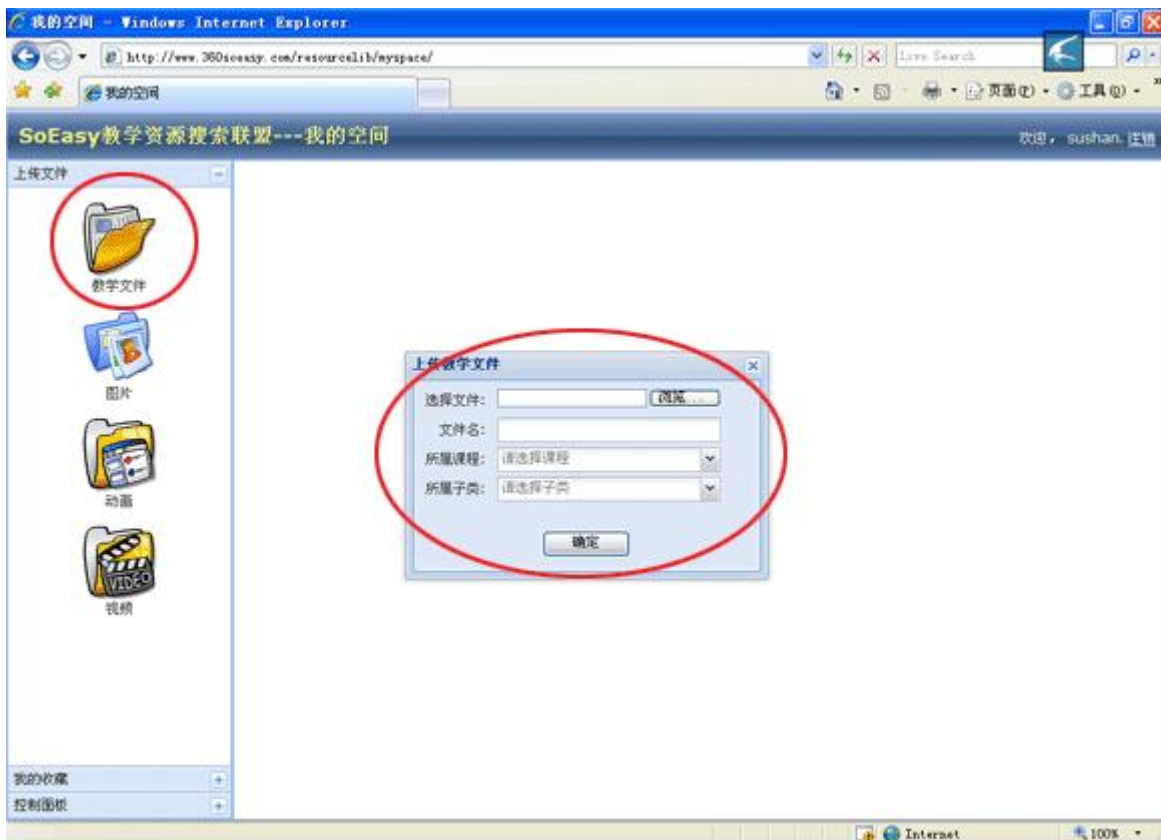 我的空间 - Windows Internet Explorer
http://www.360soeasy.com/resourcelib/myspace/
Live Search
我的空间
页面(P)
工具(O)
SoEasy教学资源搜索联盟---我的空间
欢迎, sushan. 注销
上传文件
教学文件
图片
动画
视频
上传教学文件
选择文件:
浏览...
文件名:
所属课程: 请选择课程
所属子类: 请选择子类
确定
我的收藏
控制面板
Internet
100%